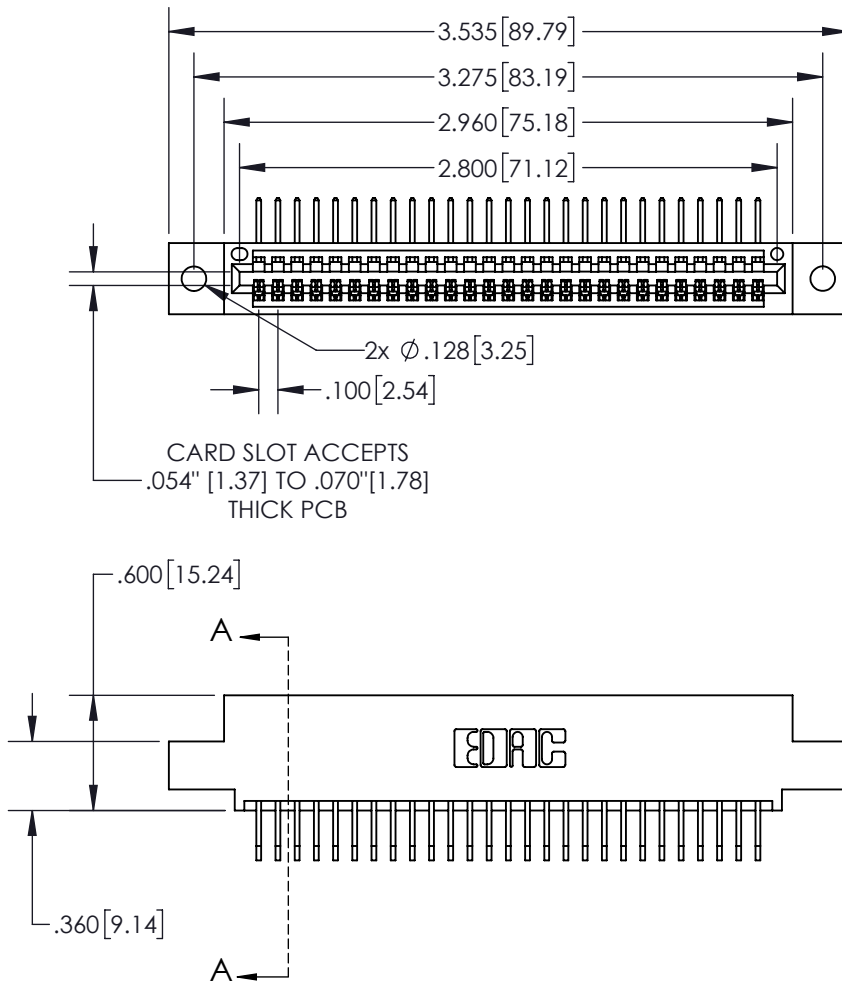 3.535[89.79]
3.275[83.19]
2.960[75.18]
2.800[71.12]
2x Ø.128[3.25]
.100[2.54]
CARD SLOT ACCEPTS
.054" [1.37] TO .070"[1.78]
THICK PCB
.600[15.24]
A
EDAC
.360[9.14]
A